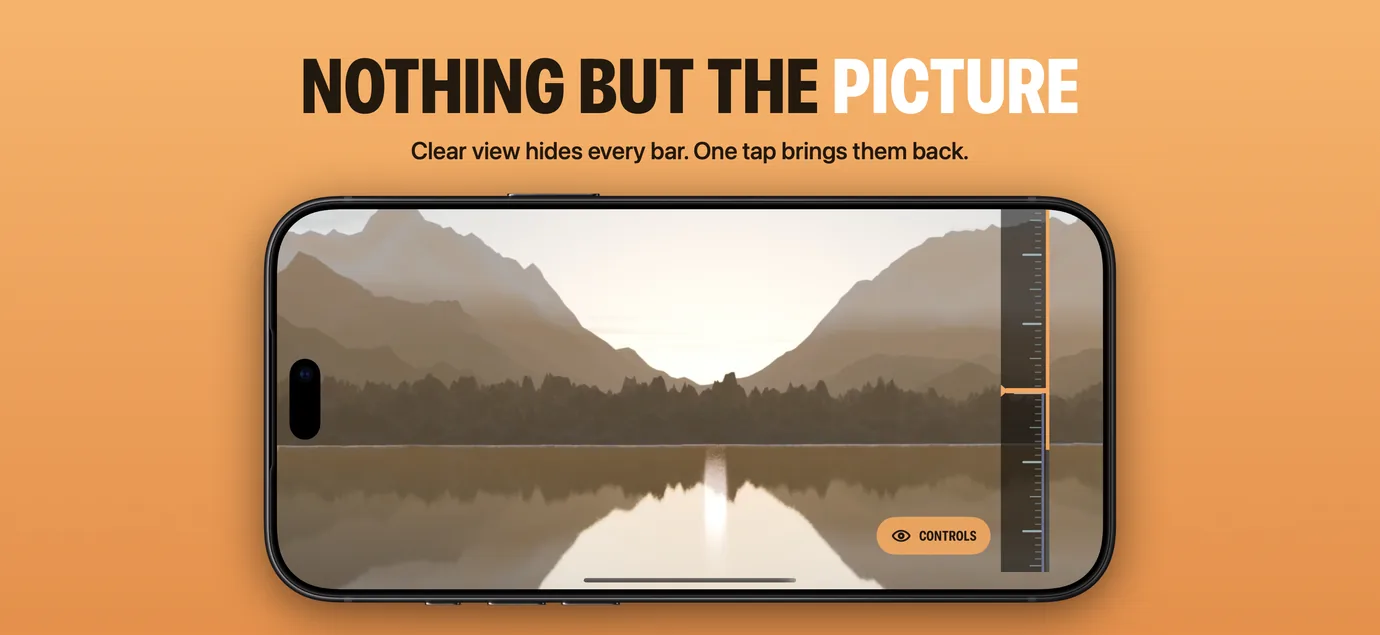 NOTHING BUT THE PICTURE
Clear view hides every bar. One tap brings them back.
CONTROLS